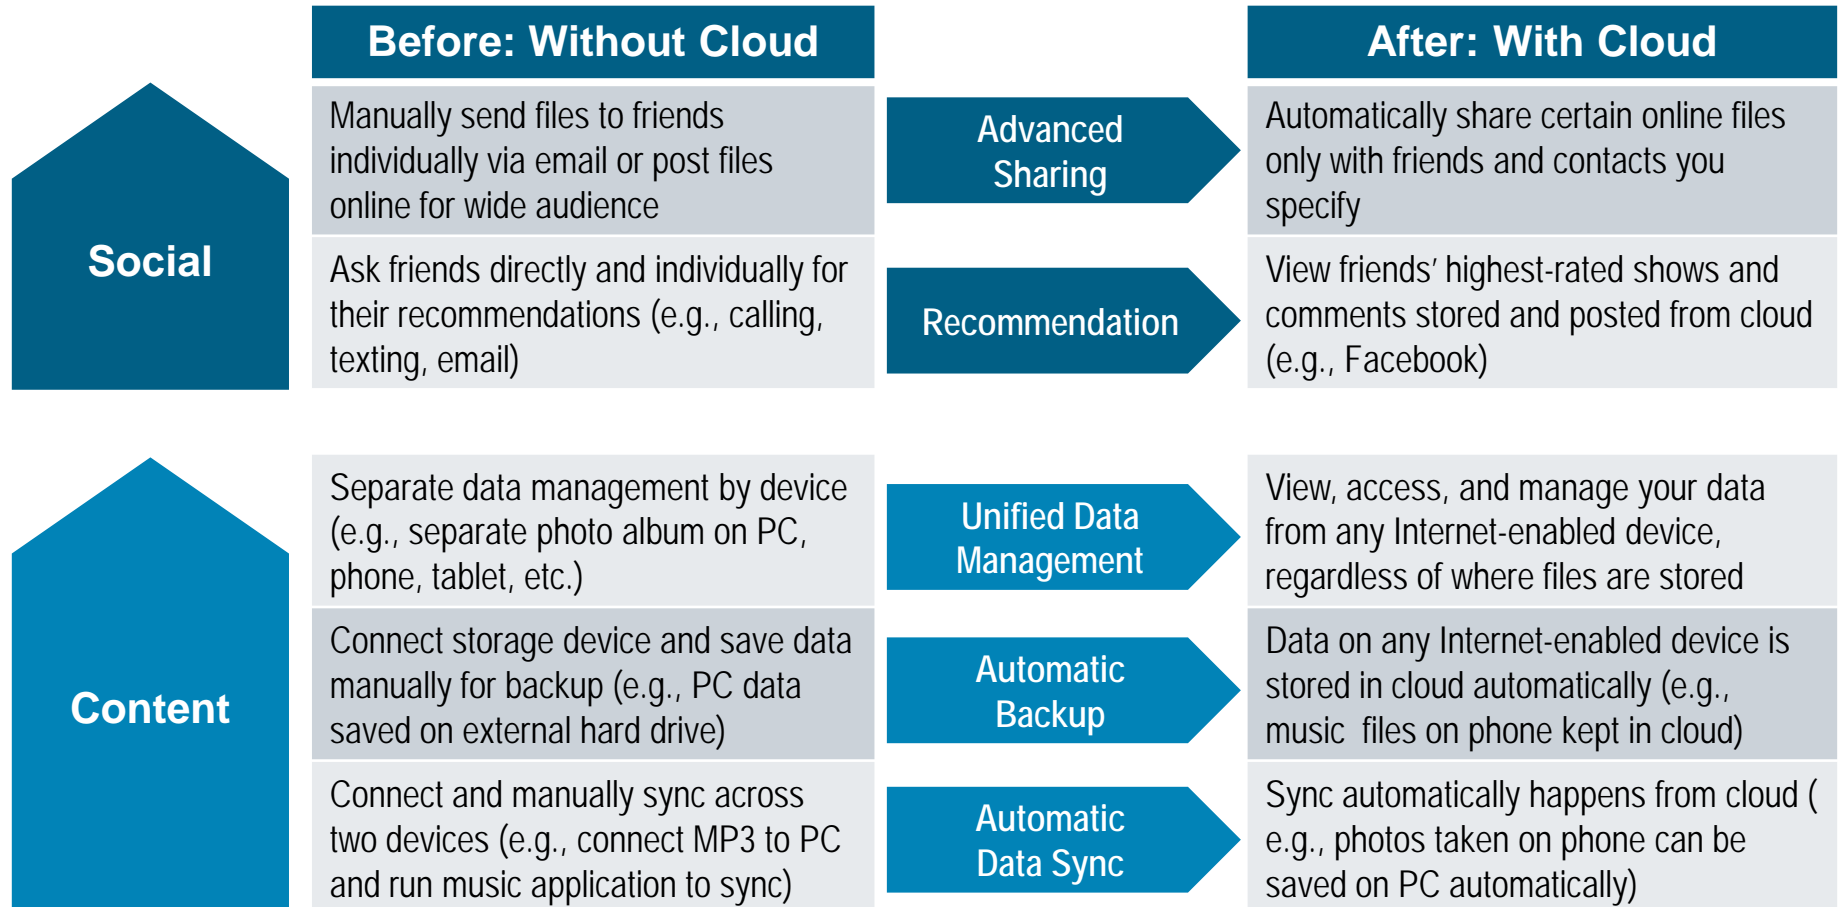 Before: Without Cloud
After: With Cloud
Social
Manually send files to friends
individually via email or post files
online for wide audience
Advanced
Sharing
Automatically share certain online files
only with friends and contacts you
specify
Ask friends directly and individually for
their recommendations (e.g., calling,
texting, email)
Recommendation
View friends' highest-rated shows and
comments stored and posted from cloud
(e.g., Facebook)
Content
Separate data management by device
(e.g., separate photo album on PC,
phone, tablet, etc.)
Unified Data
Management
View, access, and manage your data
from any Internet-enabled device,
regardless of where files are stored
Connect storage device and save data
manually for backup (e.g., PC data
saved on external hard drive)
Automatic
Backup
Data on any Internet-enabled device is
stored in cloud automatically (e.g.,
music  files on phone kept in cloud)
Connect and manually sync across
two devices (e.g., connect MP3 to PC
and run music application to sync)
Automatic
Data Sync
Sync automatically happens from cloud (
e.g., photos taken on phone can be
saved on PC automatically)